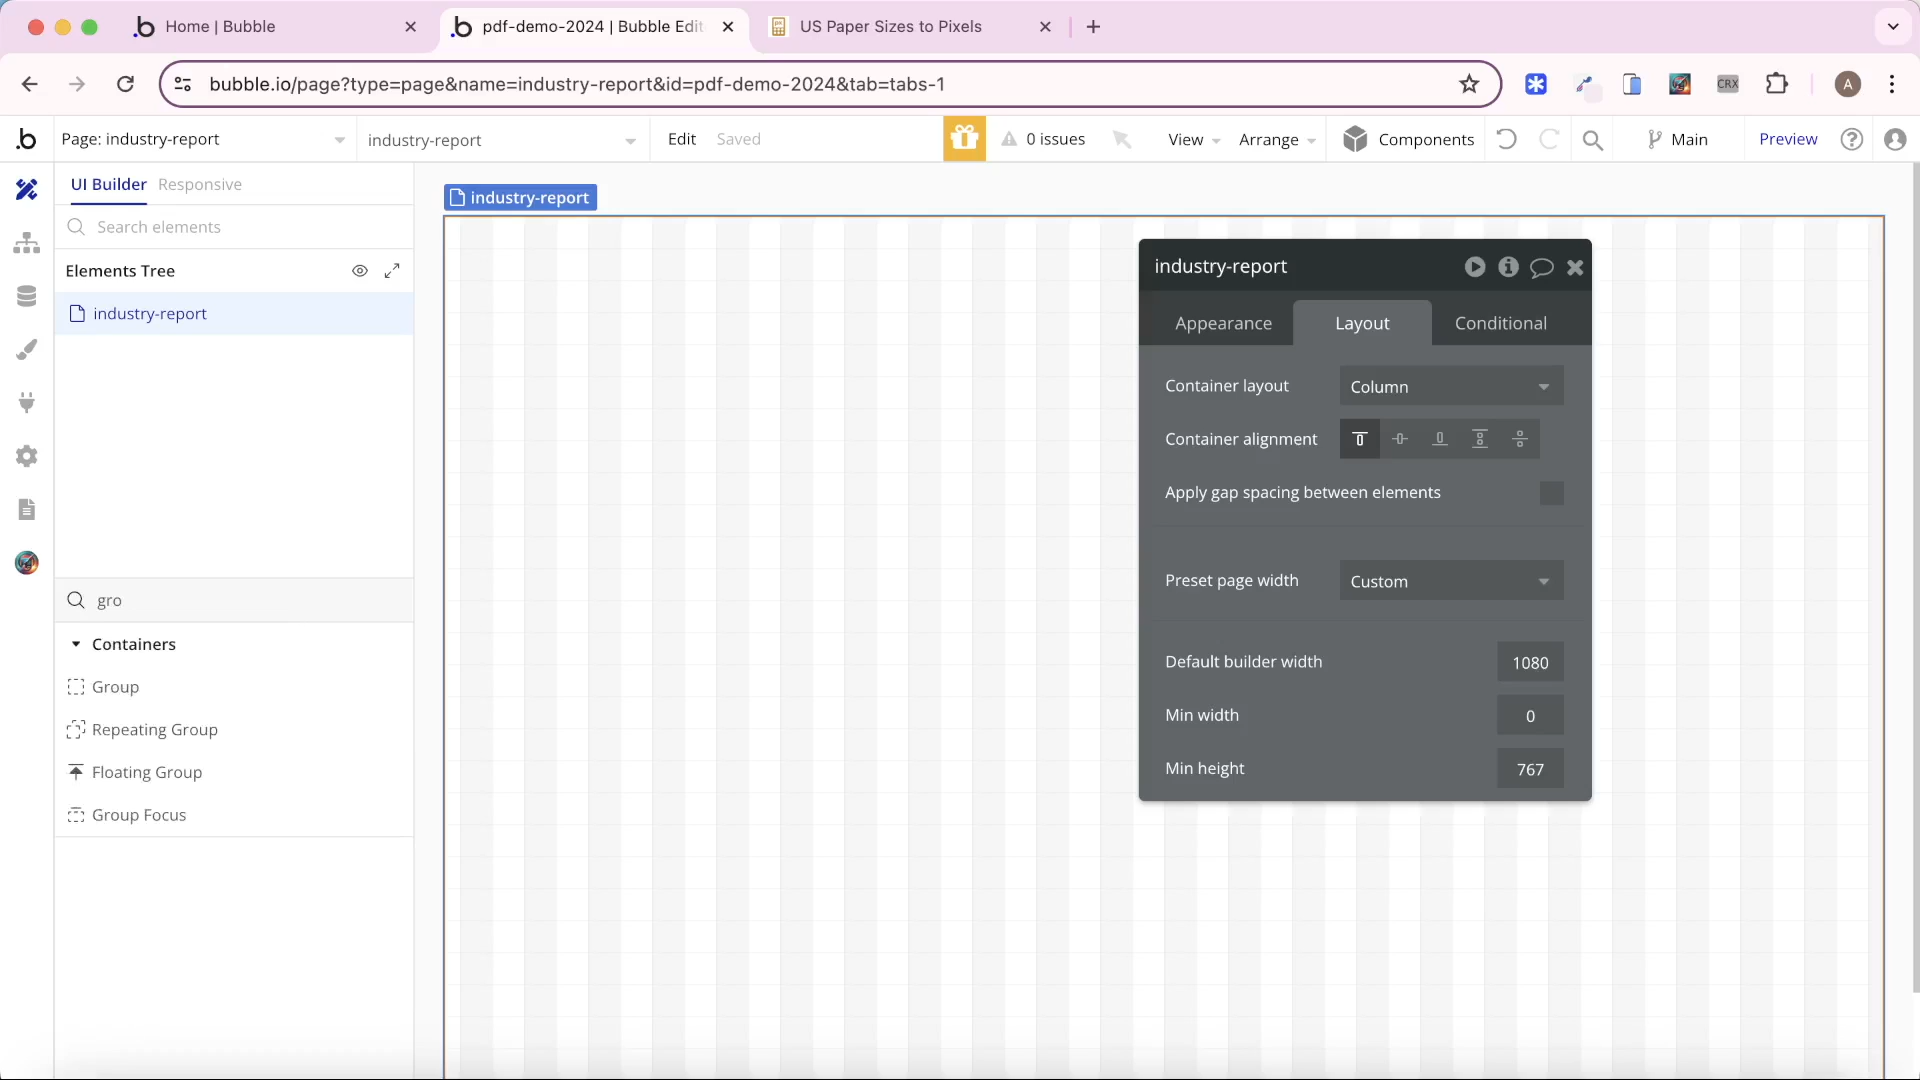 Home | Bubble
pdf-demo-2024 | Bubble Edit
US Paper Sizes to Pixels
bubble.io/page?type=page&name=industry-report&id=pdf-demo-2024&tab=tabs-1
CRX
A
b
Page: industry-report
industry-report
Edit
Saved
0 issues
View
Arrange
Components
Main
Preview
UI Builder
Responsive
Search elements
Elements Tree
industry-report
gro
Containers
Group
Repeating Group
Floating Group
Group Focus
industry-report
industry-report
Appearance
Layout
Conditional
Container layout
Column
Container alignment
Apply gap spacing between elements
Preset page width
Custom
Default builder width
1080
Min width
0
Min height
767